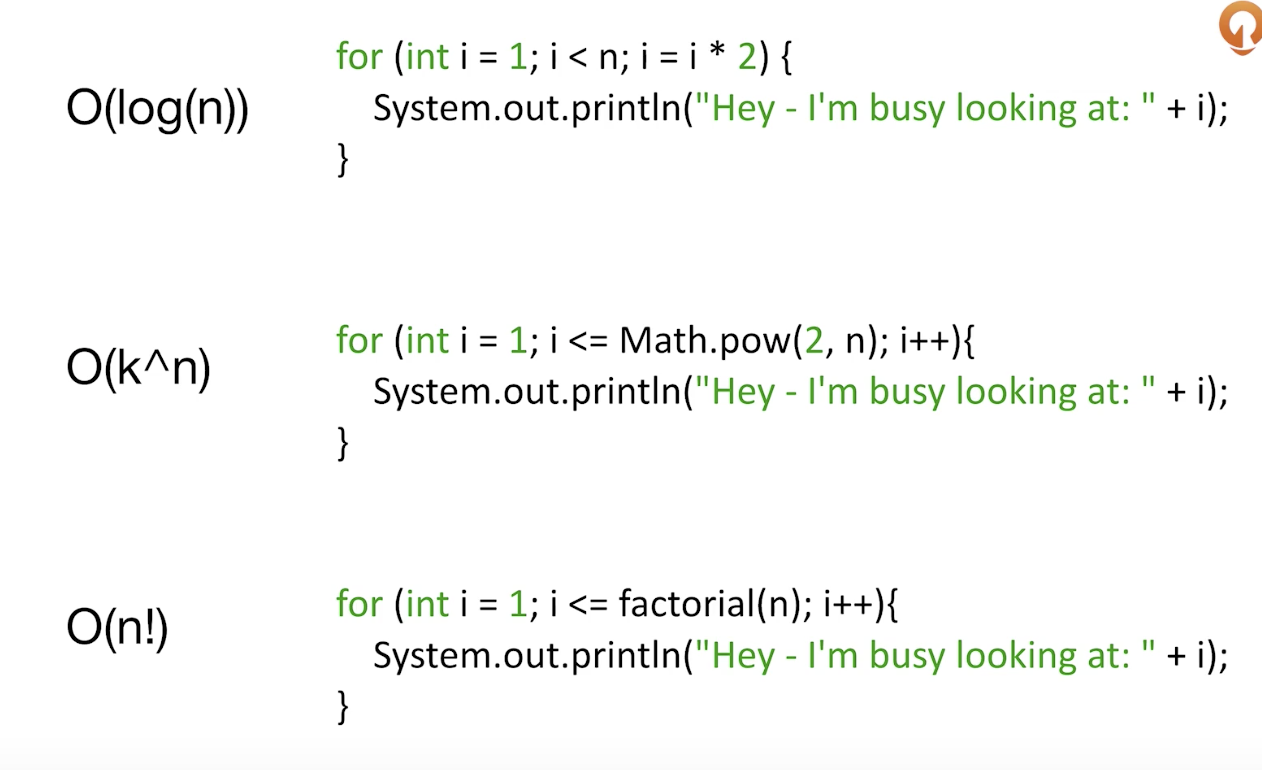 for (int i = 1; i < n; i = i * 2) {
O(log(n))
System.out.println("Hey - I'm busy looking at: " + i);
}
for (int i = 1; i <= Math.pow(2, n); i++){
O(k^n)
System.out.println("Hey - I'm busy looking at: " + i);
}
for (int i = 1; i <= factorial(n); i++){
O(n!)
System.out.println("Hey - I'm busy looking at: " + i);
}